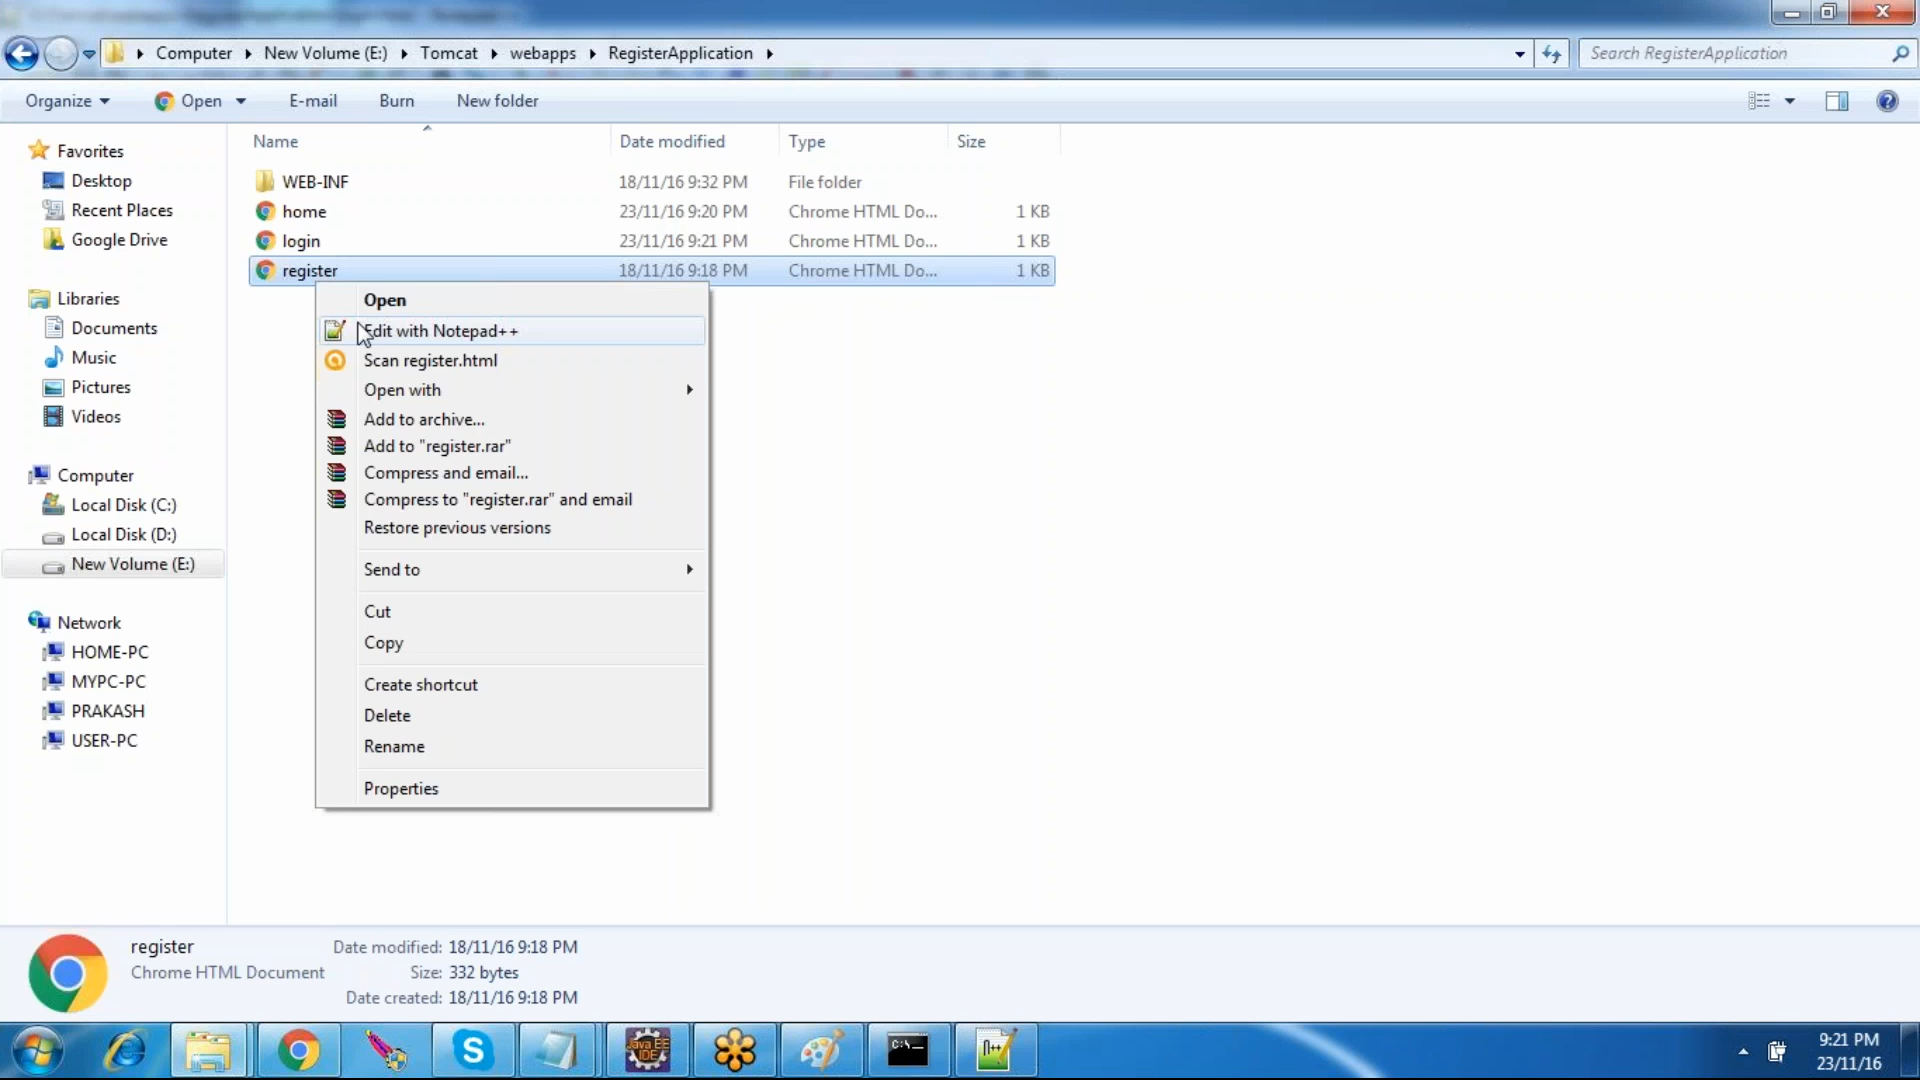 Computer New Volume (E:) Tomcat webapps RegisterApplication
Search RegisterApplication
Organize Open E-mail Burn New folder
Name Date modified Type Size
Favorites
Desktop
Recent Places
Google Drive
Libraries
Documents
Music
Pictures
Videos
Computer
Local Disk (C:)
Local Disk (D:)
New Volume (E:)
Network
HOME-PC
MYPC-PC
PRAKASH
USER-PC
WEB-INF 18/11/16 9:32 PM File folder
home 23/11/16 9:20 PM Chrome HTML Do... 1 KB
login 23/11/16 9:21 PM Chrome HTML Do... 1 KB
register 18/11/16 9:18 PM Chrome HTML Do... 1 KB
Open
Edit with Notepad++
Scan register.html
Open with
Add to archive...
Add to "register.rar"
Compress and email...
Compress to "register.rar" and email
Restore previous versions
Send to
Cut
Copy
Create shortcut
Delete
Rename
Properties
register Date modified: 18/11/16 9:18 PM
Chrome HTML Document Size: 332 bytes
Date created: 18/11/16 9:18 PM
Java EE
IDE
C:\
9:21 PM
23/11/16